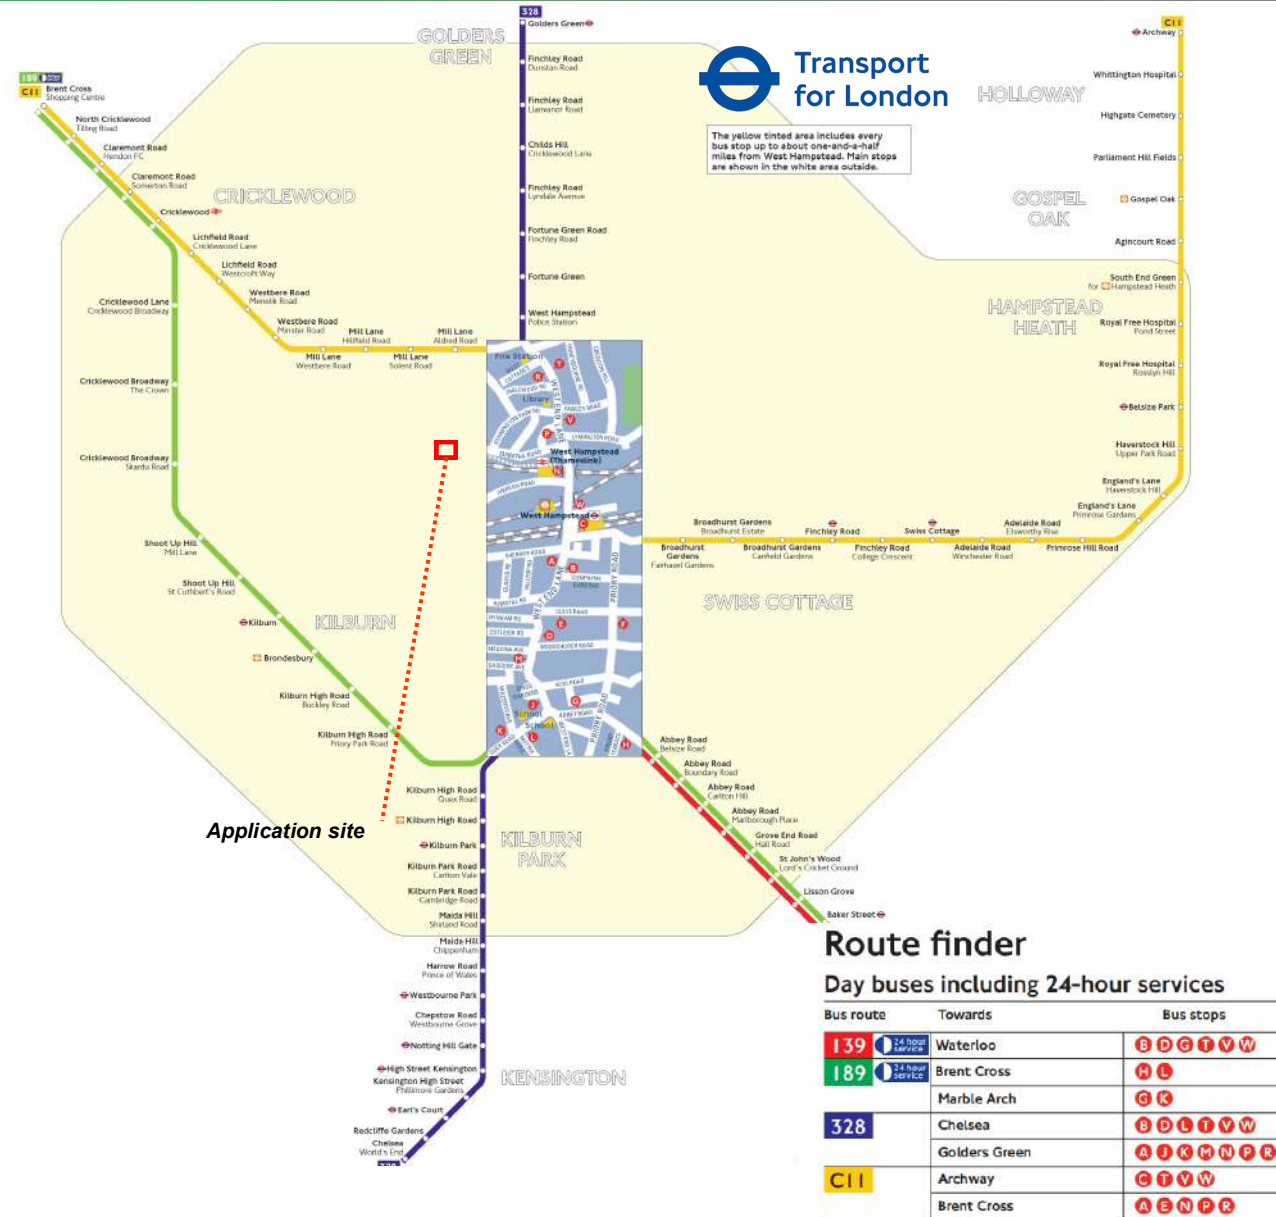 328
Golders Green
GOLDERS
GREEN
Finchley Road
Dunstan Road
Finchley Road
Llanvanor Road
Childs Hill
Cricklewood Lane
Finchley Road
Lyndale Avenue
Fortune Green Road
Finchley Road
Fortune Green
West Hampstead
Police Station
Transport
for London
The yellow tinted area includes every
bus stop up to about one-and-a-half
miles from West Hampstead. Main stops
are shown in the white area outside.
C11
Archway
Whittington Hospital
HOLLOWAY
Highgate Cemetery
Parliament Hill Fields
GOSPEL
OAK
Gospel Oak
Agincourt Road
South End Green
for Hampstead Heath
HAMPSTEAD
HEATH
Royal Free Hospital
Pond Street
Royal Free Hospital
Rosslyn Hill
Belsize Park
Haverstock Hill
Upper Park Road
England's Lane
Haverstock Hill
England's Lane
Primrose Gardens
189
C11
Brent Cross
Shopping Centre
North Cricklewood
Tilling Road
Claremont Road
Hendon FC
Claremont Road
Somerton Road
CRICKLEWOOD
Cricklewood
Lichfield Road
Cricklewood Lane
Lichfield Road
Westcroft Way
Westbere Road
Menelik Road
Westbere Road
Minster Road
Mill Lane
Westbere Road
Mill Lane
Hillfield Road
Mill Lane
Solent Road
Mill Lane
Aldred Road
Cricklewood Lane
Cricklewood Broadway
Cricklewood Broadway
The Crown
Cricklewood Broadway
Skardu Road
Shoot Up Hill
Mill Lane
Shoot Up Hill
St Cuthbert's Road
Kilburn
KILBURN
Brondesbury
Kilburn High Road
Buckley Road
Kilburn High Road
Priory Park Road
Fire Station
Library
WEST END LANE
LYMINGTON ROAD
West Hampstead
(Thameslink)
West Hampstead
PRIORY ROAD
WEST END LANE
School
School
ABBEY ROAD
PRIORY ROAD
R
T
V
P
N
W
C
A
B
E
F
D
M
J
G
K
L
H
Broadhurst
Gardens
Fairhazel Gardens
Broadhurst Gardens
Broadhurst Estate
Broadhurst Gardens
Canfield Gardens
Finchley Road
Finchley Road
College Crescent
Swiss Cottage
Adelaide Road
Winchester Road
Adelaide Road
Elsworthy Rise
Primrose Hill Road
SWISS COTTAGE
Abbey Road
Belsize Road
Abbey Road
Boundary Road
Abbey Road
Carlton Hill
Abbey Road
Marlborough Place
Grove End Road
Hall Road
St John's Wood
Lord's Cricket Ground
Lisson Grove
Baker Street
Application site
Kilburn High Road
Quex Road
Kilburn High Road
Kilburn Park
KILBURN
PARK
Kilburn Park Road
Carlton Vale
Kilburn Park Road
Cambridge Road
Maida Hill
Shirland Road
Maida Hill
Chippenham
Harrow Road
Prince of Wales
Westbourne Park
Chepstow Road
Westbourne Grove
Notting Hill Gate
High Street Kensington
Kensington High Street
Phillimore Gardens
KENSINGTON
Earl's Court
Redcliffe Gardens
Chelsea
World's End
Route finder
Day buses including 24-hour services
Bus route Towards Bus stops
139 24 hour service Waterloo B D G T V W
189 24 hour service Brent Cross H L
Marble Arch G K
328 Chelsea B D L T V W
Golders Green A J K M N P R
C11 Archway C T V W
Brent Cross A E N P R